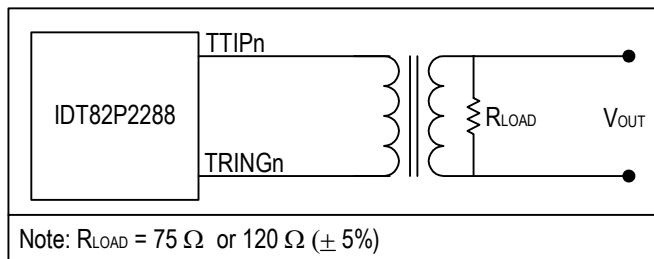 TTIPn
IDT82P2288
RLOAD
VOUT
TRINGn
Note: RLOAD = 75 Ω or 120 Ω (± 5%)